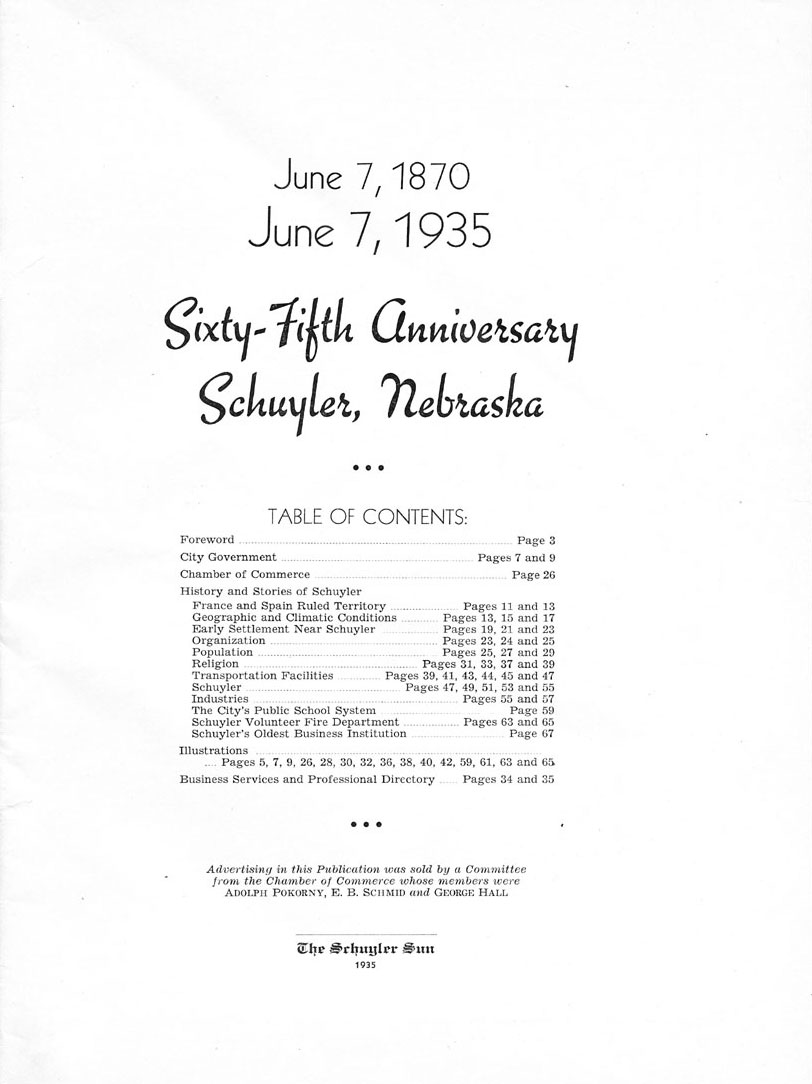 June 7, 1870
June 7, 1935
Sixty-Fifth Anniversary
Schuyler, Nebraska
• • •
TABLE OF CONTENTS:
Foreword ........ Page 3
City Government ........ Pages 7 and 9
Chamber of Commerce ........ Page 26
History and Stories of Schuyler
France and Spain Ruled Territory ........ Pages 11 and 13
Geographic and Climatic Conditions ........ Pages 13, 15 and 17
Early Settlement Near Schuyler ........ Pages 19, 21 and 23
Organization ........ Pages 23, 24 and 25
Population ........ Pages 25, 27 and 29
Religion ........ Pages 31, 33, 37 and 39
Transportation Facilities ........ Pages 39, 41, 43, 44, 45 and 47
Schuyler ........ Pages 47, 49, 51, 53 and 55
Industries ........ Pages 55 and 57
The City's Public School System ........ Page 59
Schuyler Volunteer Fire Department ........ Pages 63 and 65
Schuyler's Oldest Business Institution ........ Page 67
Illustrations ........
.... Pages 5, 7, 9, 26, 28, 30, 32, 36, 38, 40, 42, 59, 61, 63 and 65
Business Services and Professional Directory ...... Pages 34 and 35
• • •
Advertising in this Publication was sold by a Committee
from the Chamber of Commerce whose members were
ADOLPH POKORNY, E. B. SCHMID and GEORGE HALL
The Schuyler Sun
1935